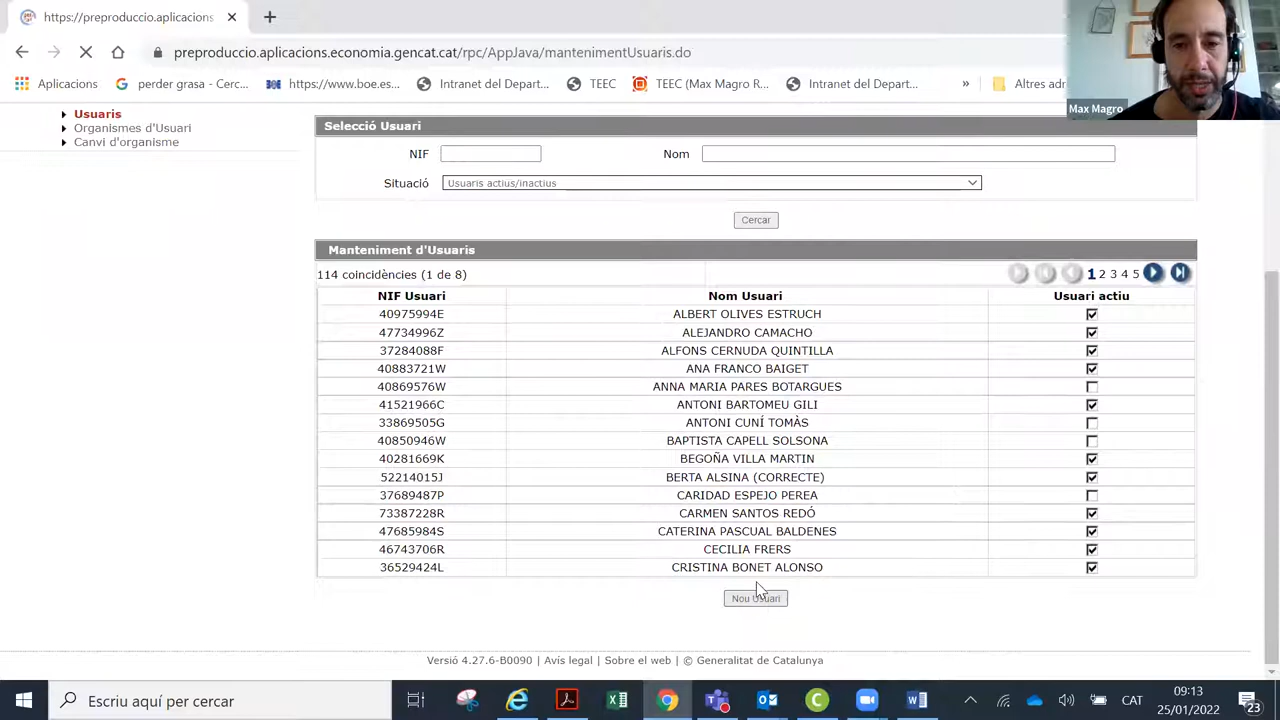 https://preproduccio.aplicacions
preproduccio.aplicacions.economia.gencat.cat/rpc/AppJava/mantenimentUsuaris.do
Aplicacions
perder grasa - Cerc...
https://www.boe.es...
Intranet del Depart...
TEEC
TEEC (Max Magro R...
Intranet del Depart...
»
Altres adr
Max Magro
Usuaris
Organismes d'Usuari
Canvi d'organisme
Selecció Usuari
NIF
Nom
Situació
Usuaris actius/inactius
Cercar
Manteniment d'Usuaris
114 coincidències (1 de 8)
1 2 3 4 5
NIF Usuari Nom Usuari Usuari actiu
40975994E ALBERT OLIVES ESTRUCH
47734996Z ALEJANDRO CAMACHO
37284088F ALFONS CERNUDA QUINTILLA
40883721W ANA FRANCO BAIGET
40869576W ANNA MARIA PARES BOTARGUES
41521966C ANTONI BARTOMEU GILI
33869505G ANTONI CUNÍ TOMÀS
40850946W BAPTISTA CAPELL SOLSONA
40281669K BEGOÑA VILLA MARTIN
52214015J BERTA ALSINA (CORRECTE)
37689487P CARIDAD ESPEJO PEREA
73387228R CARMEN SANTOS REDÓ
47685984S CATERINA PASCUAL BALDENES
46743706R CECILIA FRERS
36529424L CRISTINA BONET ALONSO
Nou Usuari
Versió 4.27.6-B0090 | Avís legal | Sobre el web | © Generalitat de Catalunya
Escriu aquí per cercar
CAT
09:13
25/01/2022
23